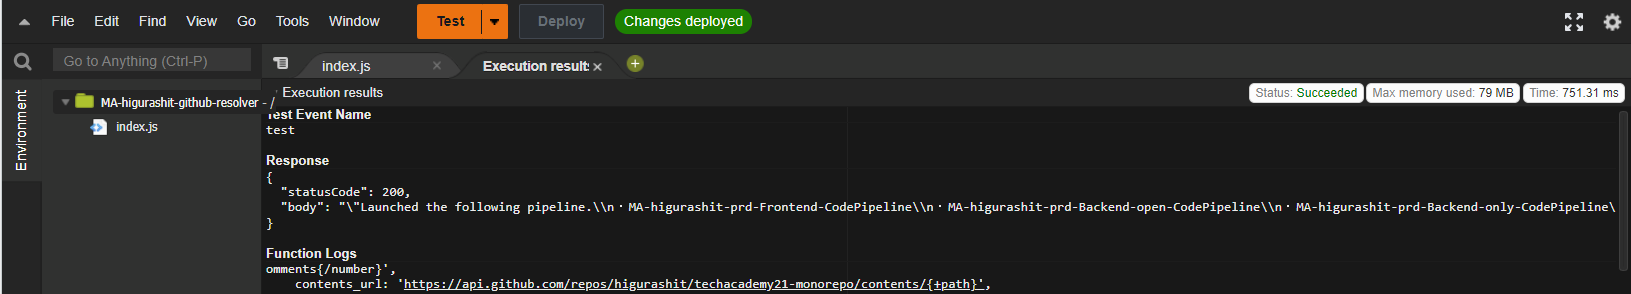 File Edit Find View Go Tools Window Test Deploy Changes deployed
Go to Anything (Ctrl-P) index.js Execution results
Environment
MA-higurashit-github-resolver - /
index.js
Execution results Status: Succeeded Max memory used: 79 MB Time: 751.31 ms
Test Event Name
test
Response
{
"statusCode": 200,
"body": "\"Launched the following pipeline.\\n・MA-higurashit-prd-Frontend-CodePipeline\\n・MA-higurashit-prd-Backend-open-CodePipeline\\n・MA-higurashit-prd-Backend-only-CodePipeline\
}
Function Logs
omments{/number}',
contents_url: 'https://api.github.com/repos/higurashit/techacademy21-monorepo/contents/{+path}',